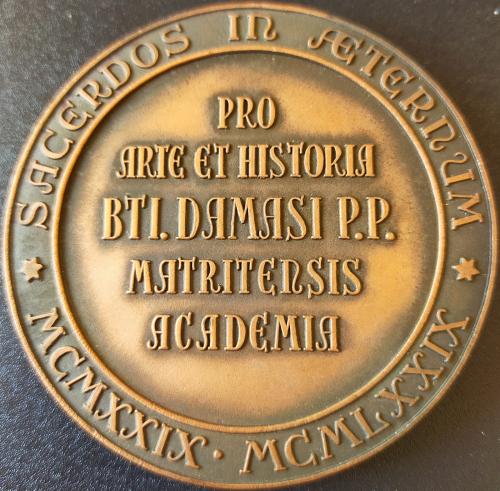 SACERDOS IN ÆTERNUM
PRO
ARTE ET HISTORIA
BTI. DAMASI P.P.
MATRITENSIS
ACADEMIA
MCMXXIX · MCMLXXIX